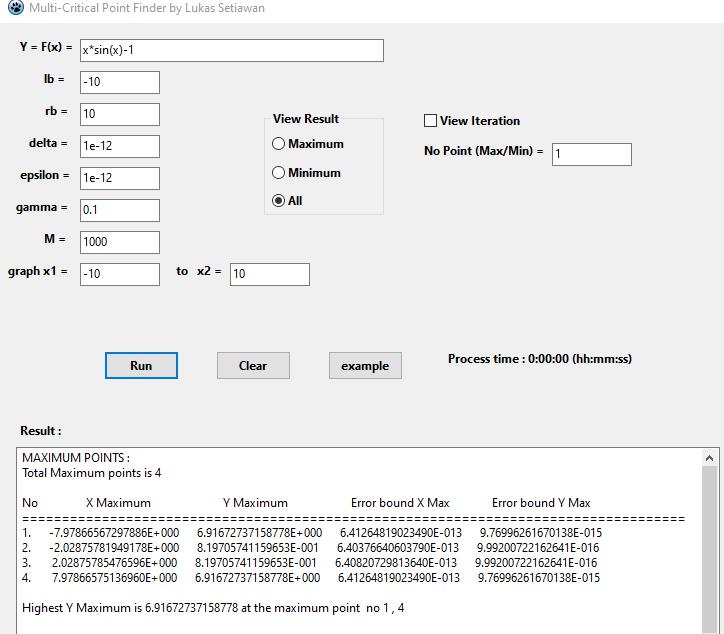 Multi-Critical Point Finder by Lukas Setiawan
Y = F(x) = x*sin(x)-1
lb = -10
rb = 10
delta = 1e-12
epsilon = 1e-12
gamma = 0.1
M = 1000
graph x1 = -10 to x2 = 10
View Result
Maximum
Minimum
All
View Iteration
No Point (Max/Min) = 1
Run Clear example Process time : 0:00:00 (hh:mm:ss)
Result :
MAXIMUM POINTS :
Total Maximum points is 4
No X Maximum Y Maximum Error bound X Max Error bound Y Max
=====================================================================================
1. -7.97866567297886E+000 6.91672737158778E+000 6.41264819023490E-013 9.76996261670138E-015
2. -2.02875781949178E+000 8.19705741159653E-001 6.40376640603790E-013 9.99200722162641E-016
3. 2.02875785476596E+000 8.19705741159653E-001 6.40820729813640E-013 9.99200722162641E-016
4. 7.97866575136960E+000 6.91672737158778E+000 6.41264819023490E-013 9.76996261670138E-015
Highest Y Maximum is 6.91672737158778 at the maximum point no 1 , 4